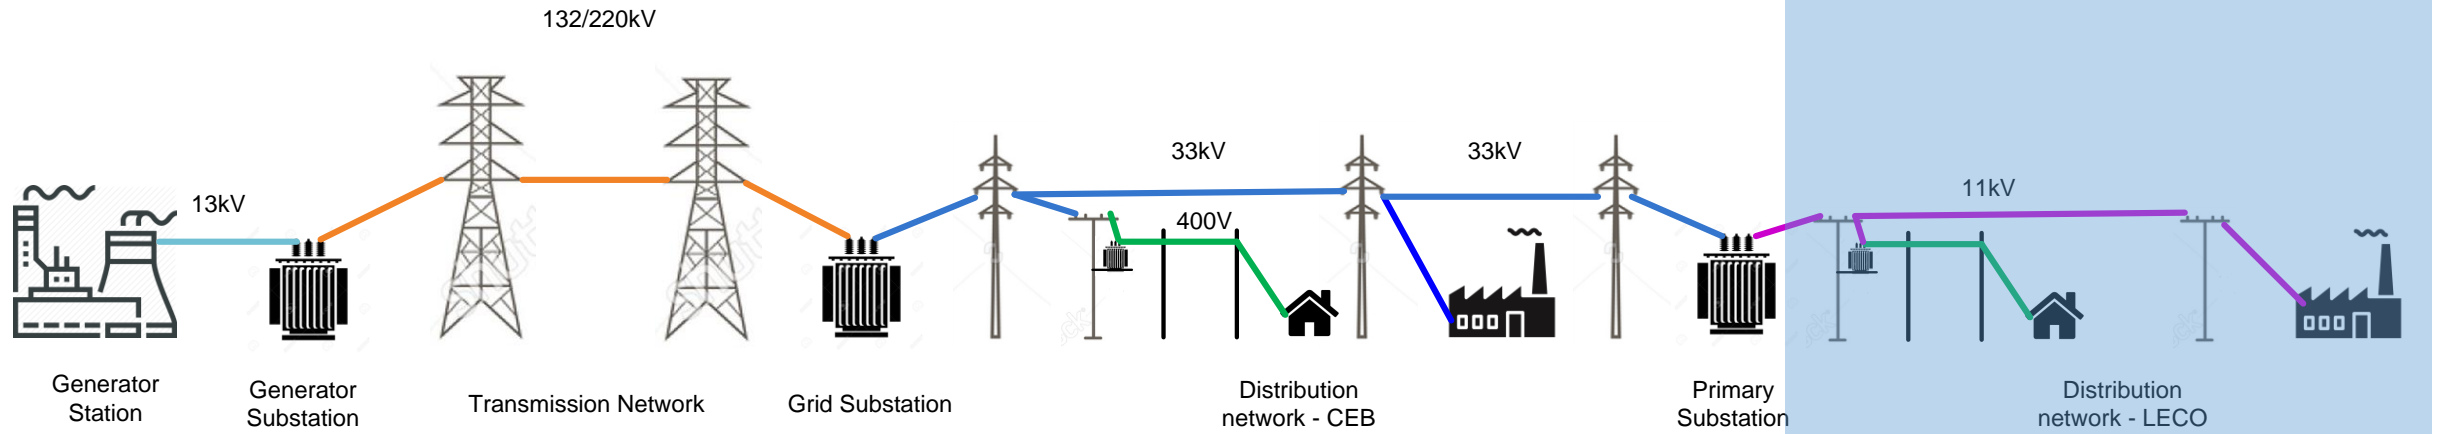 132/220kV
13kV
33kV
33kV
400V
11kV
Generator
Station
Generator
Substation
Transmission Network
Grid Substation
Distribution
network - CEB
Primary
Substation
Distribution
network - LECO